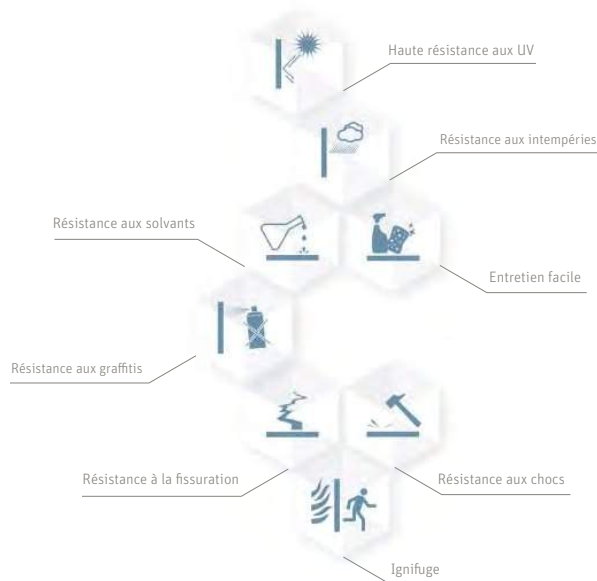 Haute résistance aux UV
Résistance aux intempéries
Résistance aux solvants
Entretien facile
Résistance aux graffitis
Résistance à la fissuration
Résistance aux chocs
Ignifuge